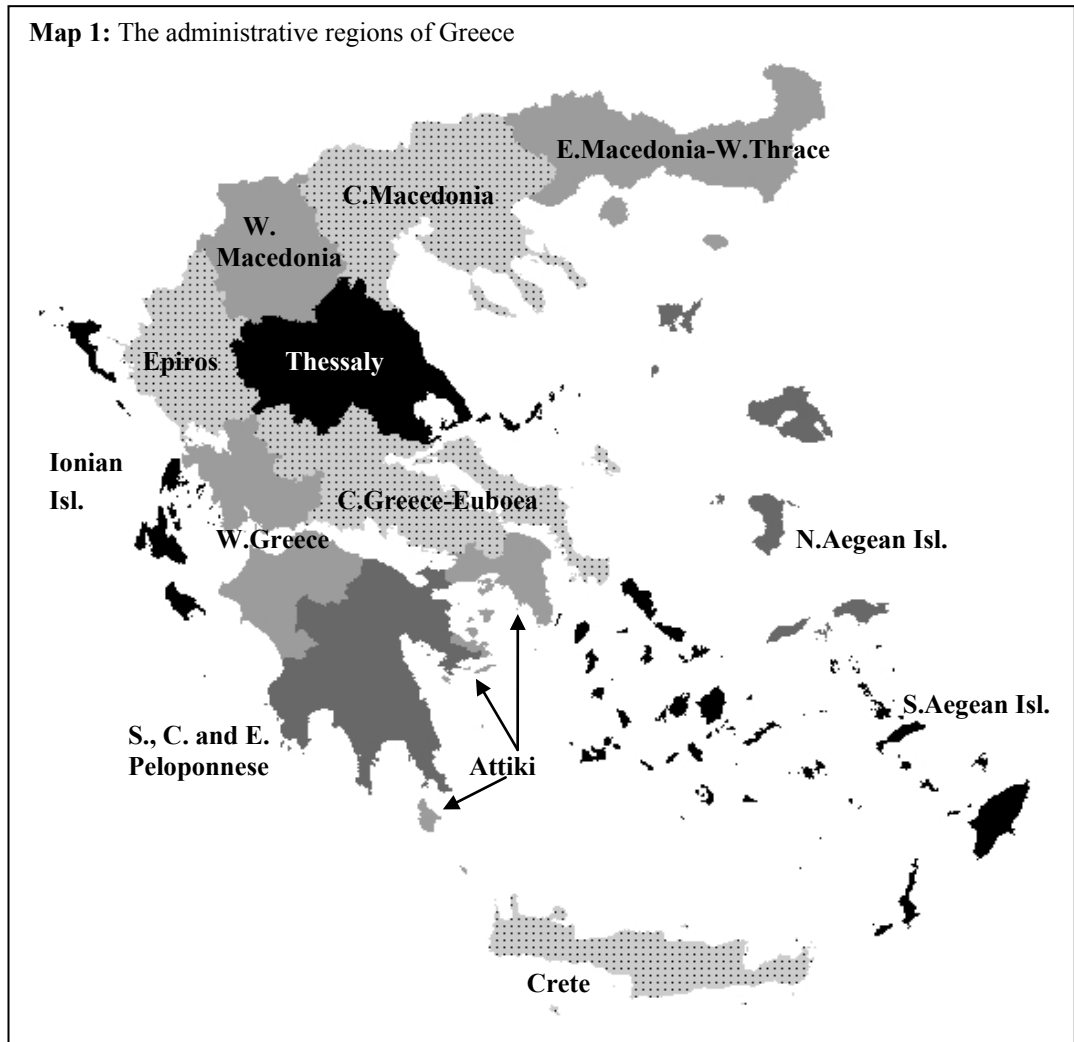 Map 1: The administrative regions of Greece
E.Macedonia-W.Thrace
C.Macedonia
W.
Macedonia
Epiros
Thessaly
Ionian
Isl.
C.Greece-Euboea
W.Greece
N.Aegean Isl.
S.Aegean Isl.
S., C. and E.
Peloponnese
Attiki
Crete